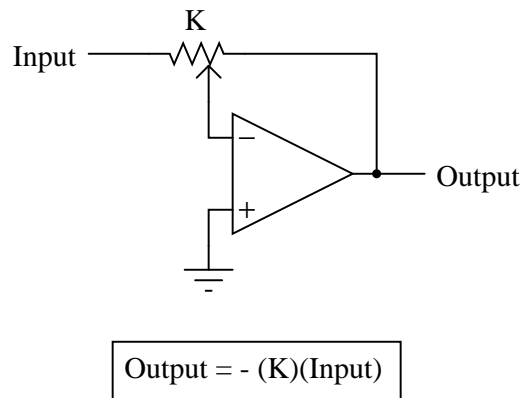 K
Input
−
+
Output
Output = - (K)(Input)